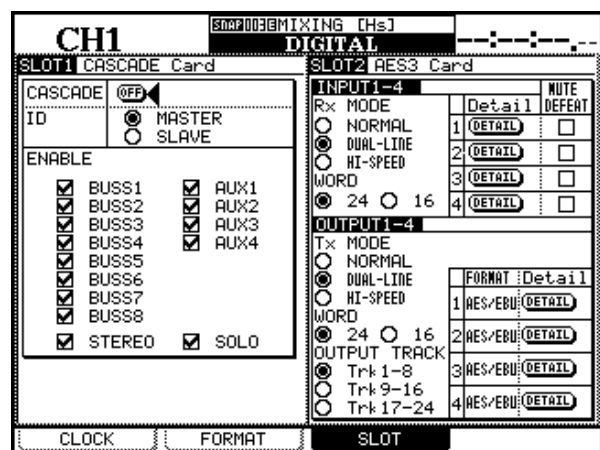 CH1
SNAP 003 MIXING [Hs]
DIGITAL
--:--:--.--
SLOT1 CASCADE Card
CASCADE OFF
ID
MASTER
SLAVE
ENABLE
BUSS1 AUX1
BUSS2 AUX2
BUSS3 AUX3
BUSS4 AUX4
BUSS5
BUSS6
BUSS7
BUSS8
STEREO SOLO
SLOT2 AES3 Card
INPUT1-4
Rx MODE
NORMAL
DUAL-LINE
HI-SPEED
WORD
24 16
Detail MUTE DEFEAT
1 DETAIL
2 DETAIL
3 DETAIL
4 DETAIL
OUTPUT1-4
Tx MODE
NORMAL
DUAL-LINE
HI-SPEED
WORD
24 16
OUTPUT TRACK
Trk1-8
Trk9-16
Trk17-24
FORMAT Detail
1 AES/EBU DETAIL
2 AES/EBU DETAIL
3 AES/EBU DETAIL
4 AES/EBU DETAIL
CLOCK FORMAT SLOT